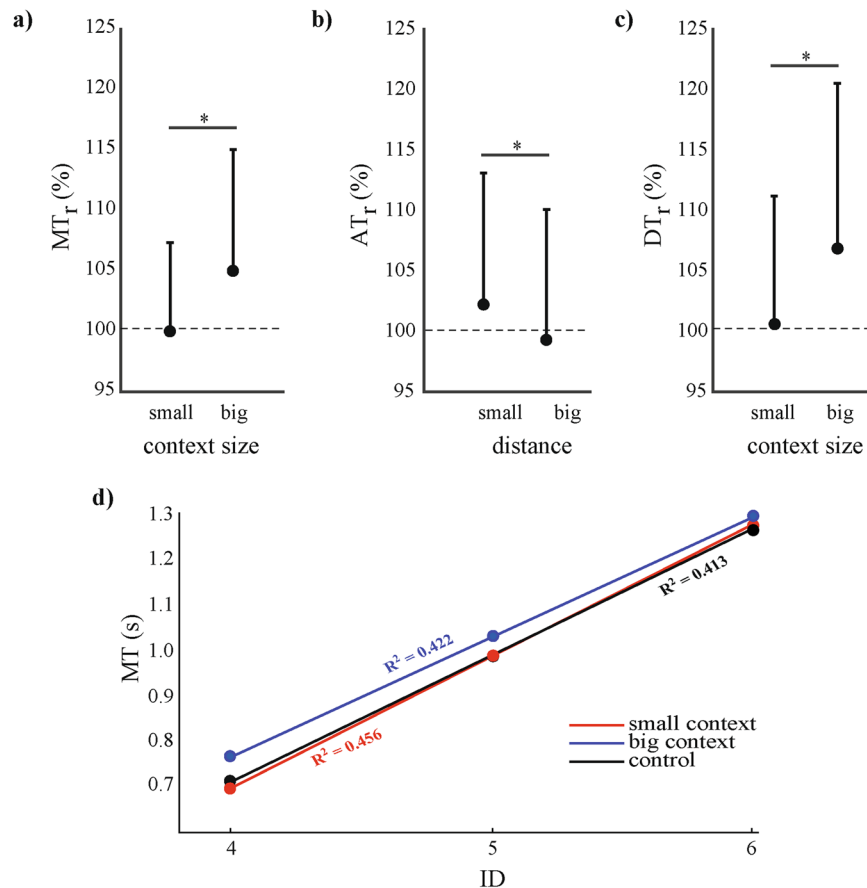 a)
125
120
115
110
105
100
95
MTr (%)
*
small big
context size
b)
125
120
115
110
105
100
95
ATr (%)
*
small big
distance
c)
125
120
115
110
105
100
95
DTr (%)
*
small big
context size
d)
1.3
1.2
1.1
1.0
0.9
0.8
0.7
MT (s)
R² = 0.422
R² = 0.456
R² = 0.413
small context
big context
control
4 5 6
ID